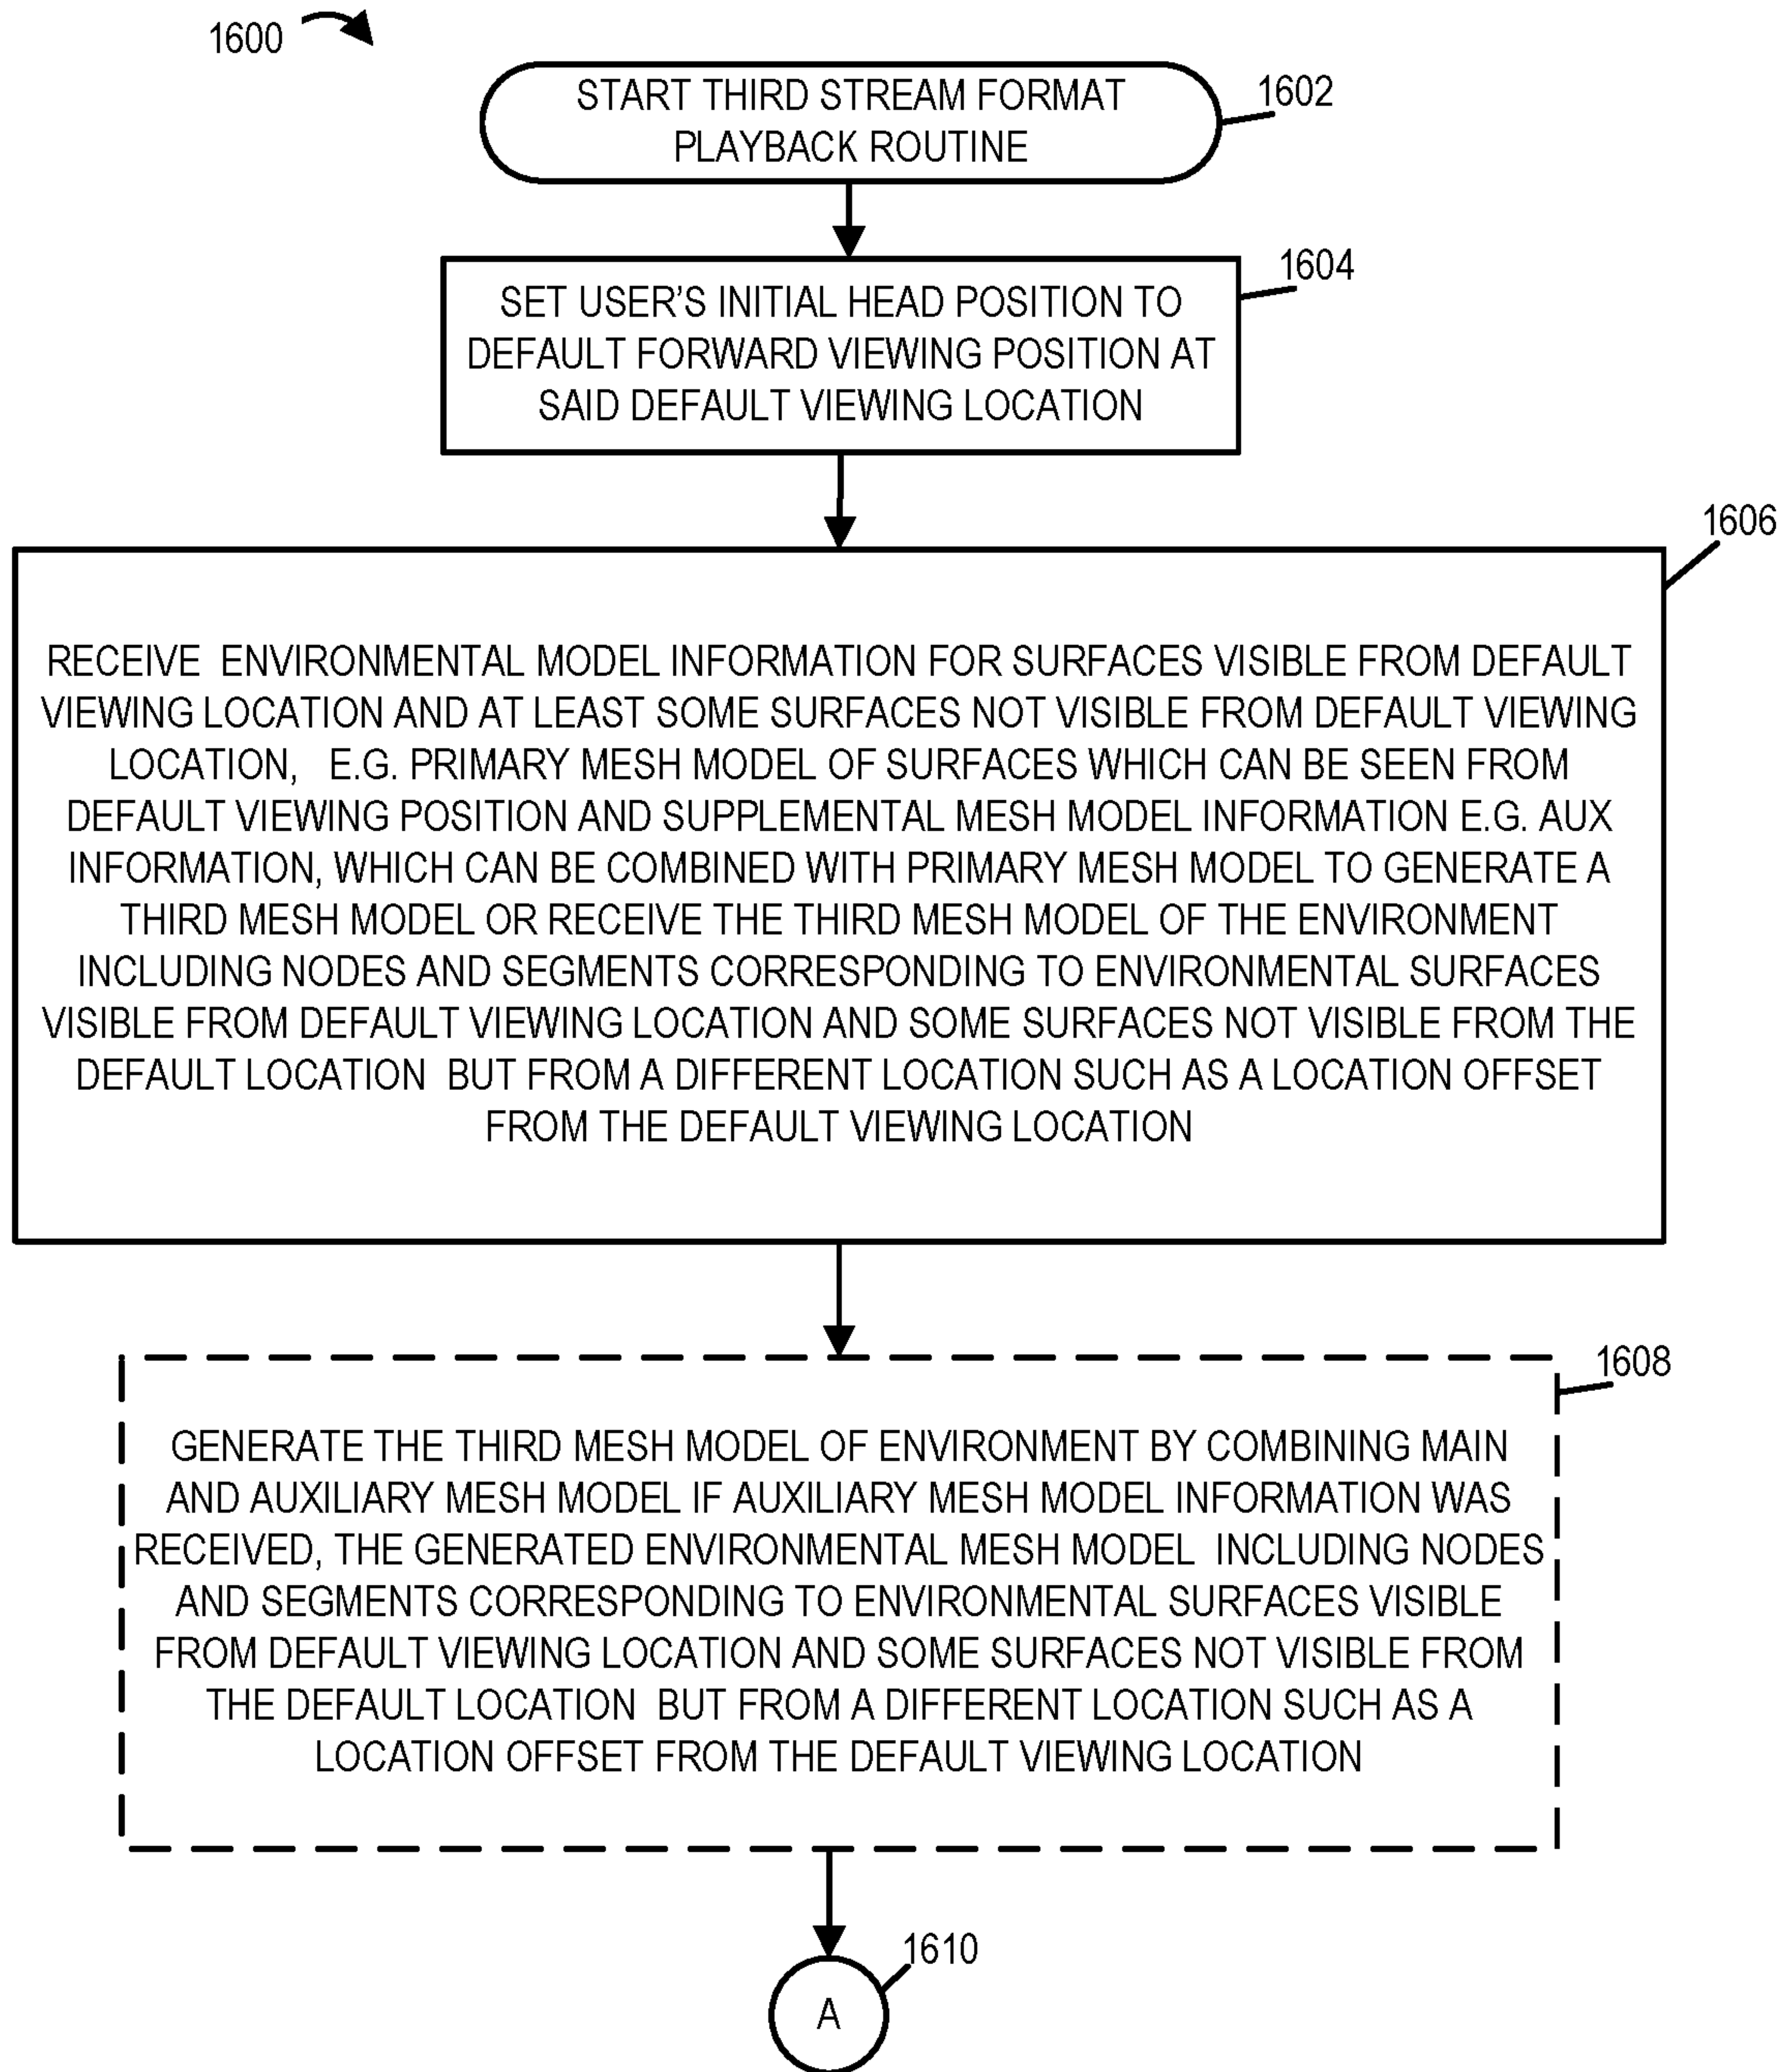 1600
START THIRD STREAM FORMAT
PLAYBACK ROUTINE
1602
SET USER'S INITIAL HEAD POSITION TO
DEFAULT FORWARD VIEWING POSITION AT
SAID DEFAULT VIEWING LOCATION
1604
1606
RECEIVE ENVIRONMENTAL MODEL INFORMATION FOR SURFACES VISIBLE FROM DEFAULT
VIEWING LOCATION AND AT LEAST SOME SURFACES NOT VISIBLE FROM DEFAULT VIEWING
LOCATION, E.G. PRIMARY MESH MODEL OF SURFACES WHICH CAN BE SEEN FROM
DEFAULT VIEWING POSITION AND SUPPLEMENTAL MESH MODEL INFORMATION E.G. AUX
INFORMATION, WHICH CAN BE COMBINED WITH PRIMARY MESH MODEL TO GENERATE A
THIRD MESH MODEL OR RECEIVE THE THIRD MESH MODEL OF THE ENVIRONMENT
INCLUDING NODES AND SEGMENTS CORRESPONDING TO ENVIRONMENTAL SURFACES
VISIBLE FROM DEFAULT VIEWING LOCATION AND SOME SURFACES NOT VISIBLE FROM THE
DEFAULT LOCATION BUT FROM A DIFFERENT LOCATION SUCH AS A LOCATION OFFSET
FROM THE DEFAULT VIEWING LOCATION
1608
GENERATE THE THIRD MESH MODEL OF ENVIRONMENT BY COMBINING MAIN
AND AUXILIARY MESH MODEL IF AUXILIARY MESH MODEL INFORMATION WAS
RECEIVED, THE GENERATED ENVIRONMENTAL MESH MODEL INCLUDING NODES
AND SEGMENTS CORRESPONDING TO ENVIRONMENTAL SURFACES VISIBLE
FROM DEFAULT VIEWING LOCATION AND SOME SURFACES NOT VISIBLE FROM
THE DEFAULT LOCATION BUT FROM A DIFFERENT LOCATION SUCH AS A
LOCATION OFFSET FROM THE DEFAULT VIEWING LOCATION
1610
A